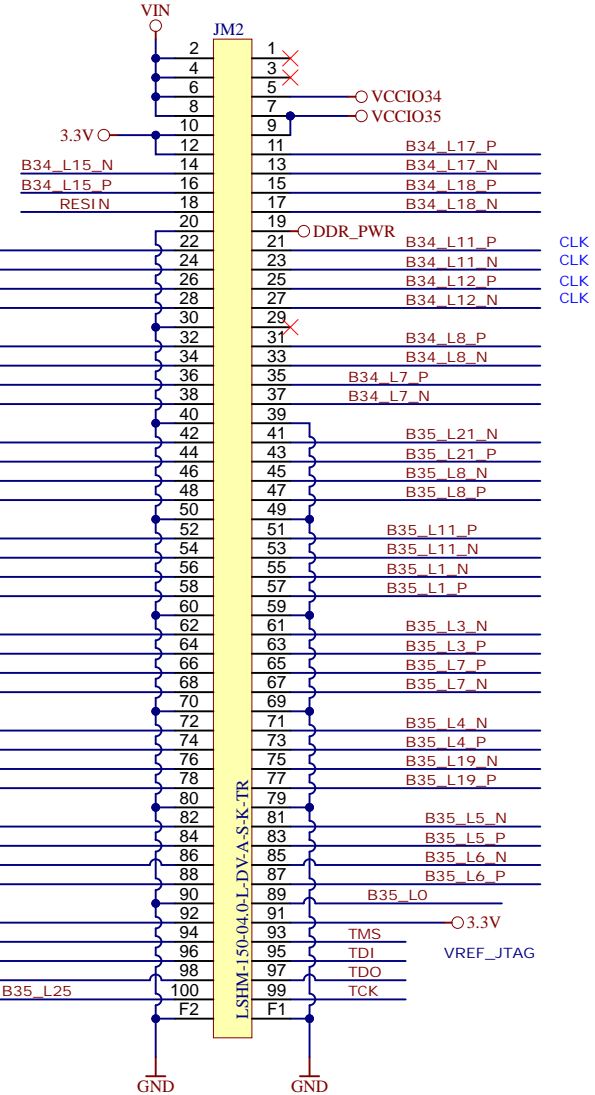 VIN
JM2
2 1
4 3
6 5 VCCIO34
8 7 VCCIO35
3.3V 10 9
12 11 B34_L17_P
B34_L15_N 14 13 B34_L17_N
B34_L15_P 16 15 B34_L18_P
RESIN 18 17 B34_L18_N
20 19 DDR_PWR
22 21 B34_L11_P CLK
24 23 B34_L11_N CLK
26 25 B34_L12_P CLK
28 27 B34_L12_N CLK
30 29
32 31 B34_L8_P
34 33 B34_L8_N
36 35 B34_L7_P
38 37 B34_L7_N
40 39
42 41 B35_L21_N
44 43 B35_L21_P
46 45 B35_L8_N
48 47 B35_L8_P
50 49
52 51 B35_L11_P
54 53 B35_L11_N
56 55 B35_L1_N
58 57 B35_L1_P
60 59
62 61 B35_L3_N
64 63 B35_L3_P
66 65 B35_L7_P
68 67 B35_L7_N
70 69
72 71 B35_L4_N
74 73 B35_L4_P
76 75 B35_L19_N
78 77 B35_L19_P
80 79
82 81 B35_L5_N
84 83 B35_L5_P
86 85 B35_L6_N
88 87 B35_L6_P
90 89 B35_L0
92 91 3.3V
94 93 TMS
96 95 TDI VREF_JTAG
98 97 TDO
B35_L25 100 99 TCK
F2 F1
LSHM-150-04.0-L-DV-A-S-K-TR
GND GND